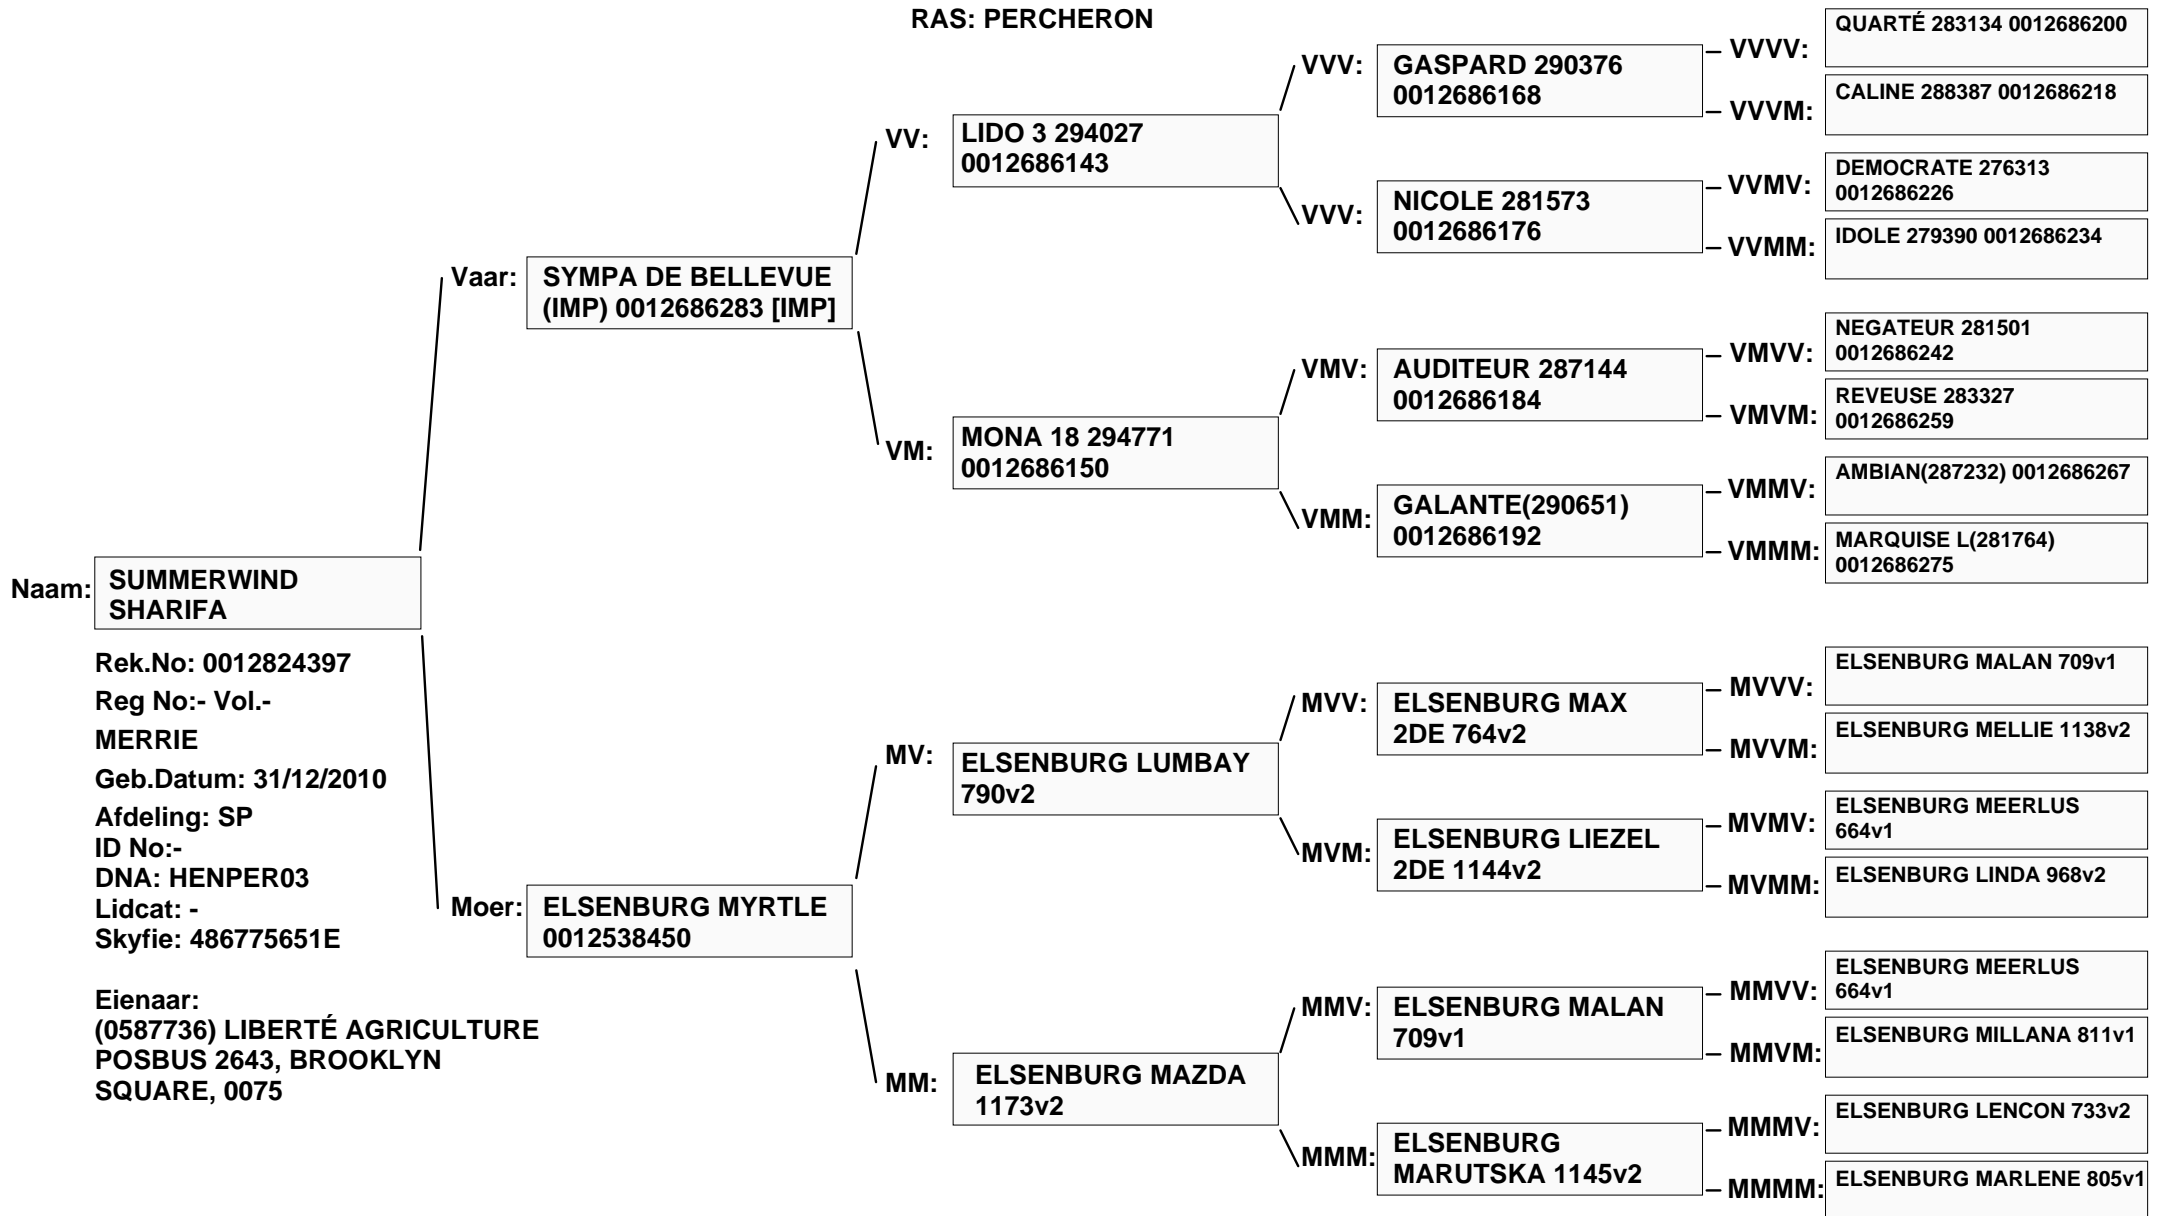 RAS: PERCHERON
Naam:
SUMMERWIND
SHARIFA
Rek.No: 0012824397
Reg No:- Vol.-
MERRIE
Geb.Datum: 31/12/2010
Afdeling: SP
ID No:-
DNA: HENPER03
Lidcat: -
Skyfie: 486775651E
Eienaar:
(0587736) LIBERTÉ AGRICULTURE
POSBUS 2643, BROOKLYN
SQUARE, 0075
Vaar:
SYMPA DE BELLEVUE
(IMP) 0012686283 [IMP]
Moer:
ELSENBURG MYRTLE
0012538450
VV:
LIDO 3 294027
0012686143
VM:
MONA 18 294771
0012686150
MV:
ELSENBURG LUMBAY
790v2
MM:
ELSENBURG MAZDA
1173v2
VVV:
GASPARD 290376
0012686168
VVV:
NICOLE 281573
0012686176
VMV:
AUDITEUR 287144
0012686184
VMM:
GALANTE(290651)
0012686192
MVV:
ELSENBURG MAX
2DE 764v2
MVM:
ELSENBURG LIEZEL
2DE 1144v2
MMV:
ELSENBURG MALAN
709v1
MMM:
ELSENBURG
MARUTSKA 1145v2
VVVV:
QUARTÉ 283134 0012686200
VVVM:
CALINE 288387 0012686218
VVMV:
DEMOCRATE 276313
0012686226
VVMM:
IDOLE 279390 0012686234
VMVV:
NEGATEUR 281501
0012686242
VMVM:
REVEUSE 283327
0012686259
VMMV:
AMBIAN(287232) 0012686267
VMMM:
MARQUISE L(281764)
0012686275
MVVV:
ELSENBURG MALAN 709v1
MVVM:
ELSENBURG MELLIE 1138v2
MVMV:
ELSENBURG MEERLUS
664v1
MVMM:
ELSENBURG LINDA 968v2
MMVV:
ELSENBURG MEERLUS
664v1
MMVM:
ELSENBURG MILLANA 811v1
MMMV:
ELSENBURG LENCON 733v2
MMMM:
ELSENBURG MARLENE 805v1